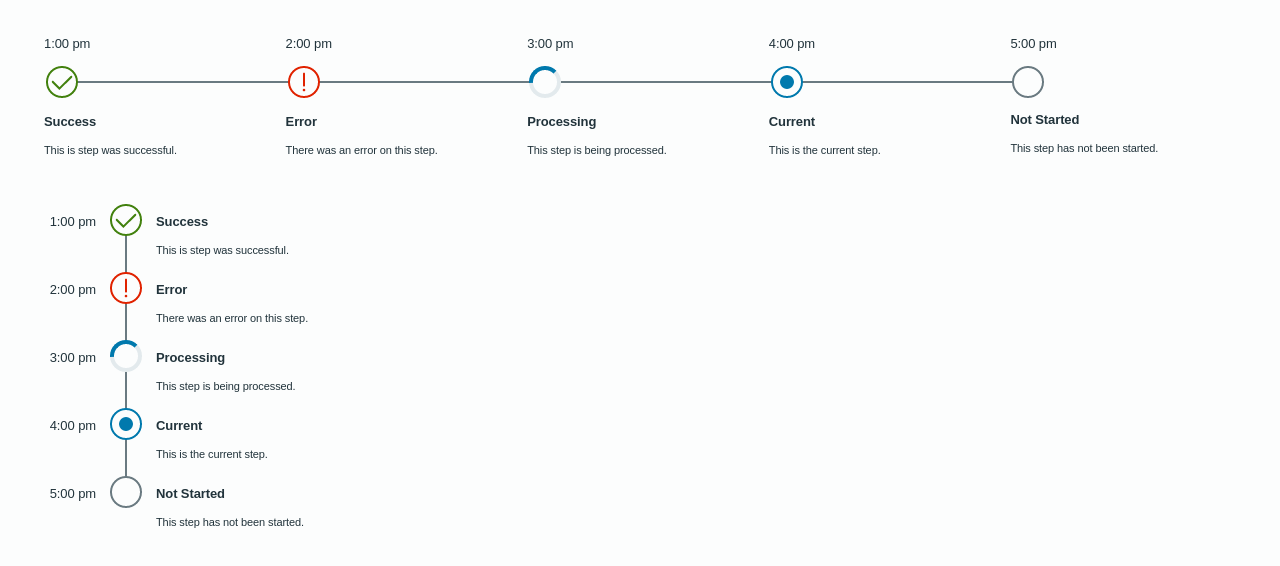 1:00 pm 2:00 pm 3:00 pm 4:00 pm 5:00 pm
Success Error Processing Current Not Started
This is step was successful. There was an error on this step. This step is being processed. This is the current step. This step has not been started.
1:00 pm Success
This is step was successful.
2:00 pm Error
There was an error on this step.
3:00 pm Processing
This step is being processed.
4:00 pm Current
This is the current step.
5:00 pm Not Started
This step has not been started.